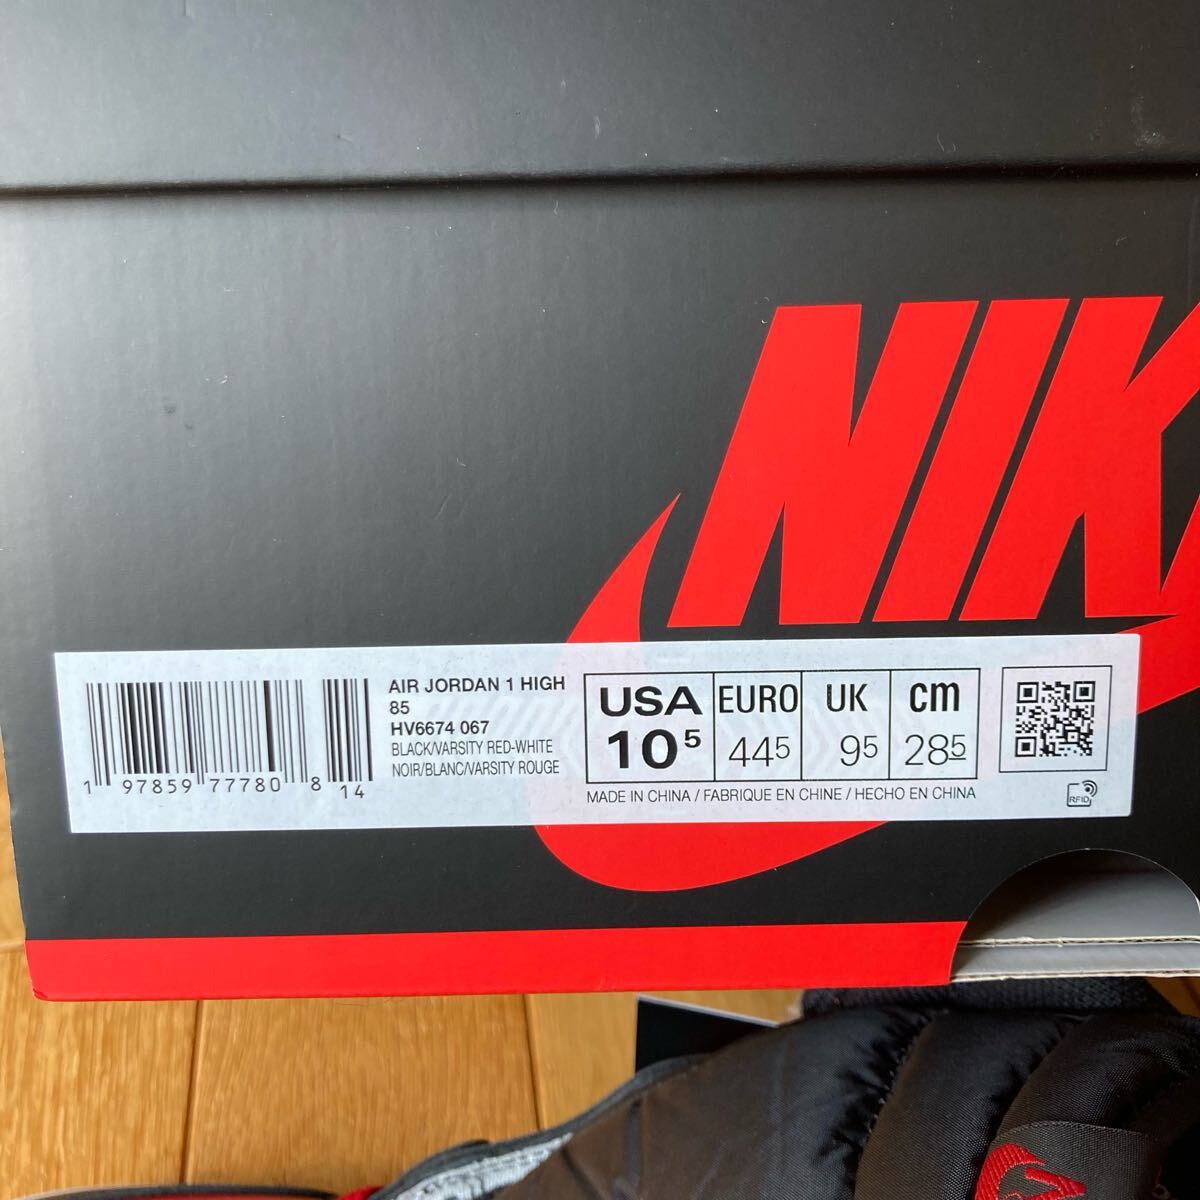 NIK
AIR JORDAN 1 HIGH
85
HV6674 067
BLACK/VARSITY RED-WHITE
NOIR/BLANC/VARSITY ROUGE
1 97859 77780 8 14
USA EURO UK cm
10⁵ 44⁵ 9⁵ 28⁵
MADE IN CHINA / FABRIQUE EN CHINE / HECHO EN CHINA
RFID